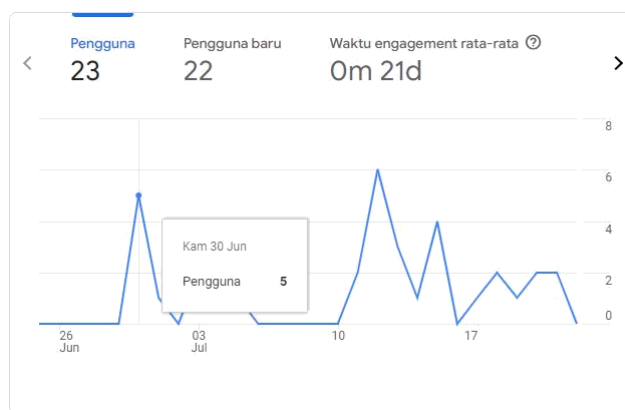 Pengguna Pengguna baru Waktu engagement rata-rata
23 22 0m 21d
8
6
4
2
0
Kam 30 Jun
Pengguna 5
26 03 10 17
Jun Jul